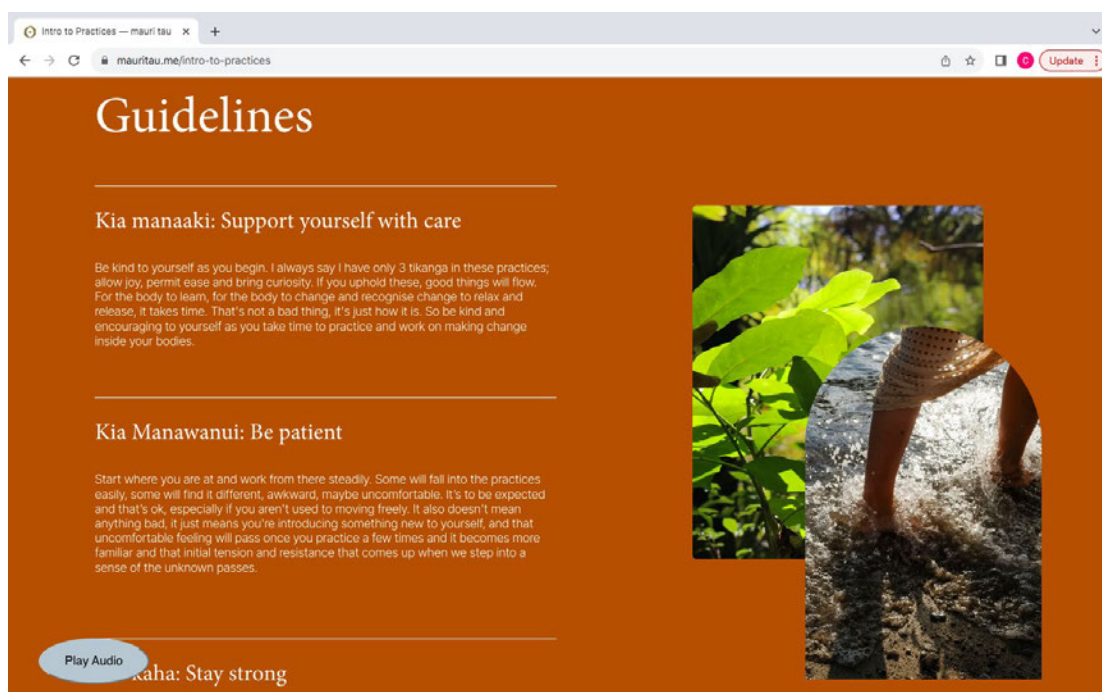 Intro to Practices — mauri tau
mauritau.me/intro-to-practices
C
Update
Guidelines
Kia manaaki: Support yourself with care
Be kind to yourself as you begin. I always say I have only 3 tikanga in these practices;
allow joy, permit ease and bring curiosity. If you uphold these, good things will flow.
For the body to learn, for the body to change and recognise change to relax and
release, it takes time. That's not a bad thing, it's just how it is. So be kind and
encouraging to yourself as you take time to practice and work on making change
inside your bodies.
Kia Manawanui: Be patient
Start where you are at and work from there steadily. Some will fall into the practices
easily, some will find it different, awkward, maybe uncomfortable. It's to be expected
and that's ok, especially if you aren't used to moving freely. It also doesn't mean
anything bad, it just means you're introducing something new to yourself, and that
uncomfortable feeling will pass once you practice a few times and it becomes more
familiar and that initial tension and resistance that comes up when we step into a
sense of the unknown passes.
Play Audio
kaha: Stay strong